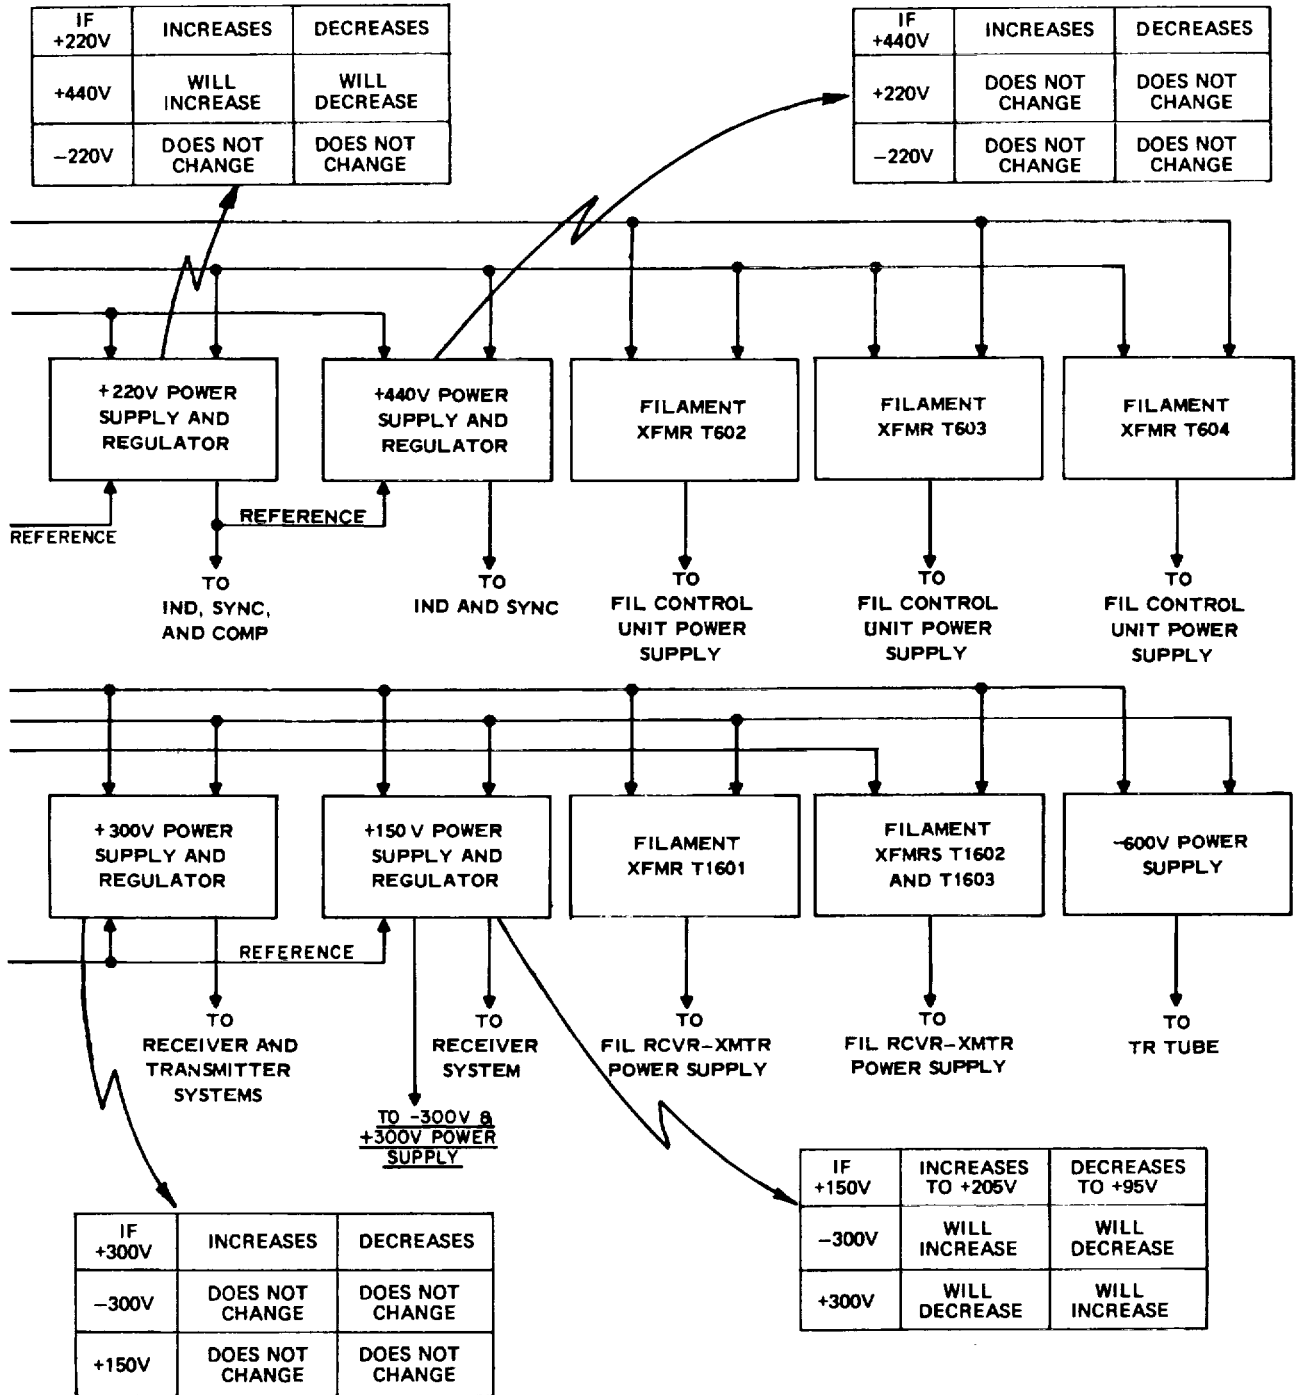 IF +220V INCREASES DECREASES
+440V WILL INCREASE WILL DECREASE
−220V DOES NOT CHANGE DOES NOT CHANGE
IF +440V INCREASES DECREASES
+220V DOES NOT CHANGE DOES NOT CHANGE
−220V DOES NOT CHANGE DOES NOT CHANGE
+220V POWER
SUPPLY AND
REGULATOR
+440V POWER
SUPPLY AND
REGULATOR
FILAMENT
XFMR T602
FILAMENT
XFMR T603
FILAMENT
XFMR T604
REFERENCE
REFERENCE
TO
IND, SYNC,
AND COMP
TO
IND AND SYNC
TO
FIL CONTROL
UNIT POWER
SUPPLY
TO
FIL CONTROL
UNIT POWER
SUPPLY
TO
FIL CONTROL
UNIT POWER
SUPPLY
+300V POWER
SUPPLY AND
REGULATOR
+150V POWER
SUPPLY AND
REGULATOR
FILAMENT
XFMR T1601
FILAMENT
XFMRS T1602
AND T1603
−600V POWER
SUPPLY
REFERENCE
TO
RECEIVER AND
TRANSMITTER
SYSTEMS
TO
RECEIVER
SYSTEM
TO
FIL RCVR-XMTR
POWER SUPPLY
TO
FIL RCVR-XMTR
POWER SUPPLY
TO
TR TUBE
TO -300V &
+300V POWER
SUPPLY
IF +150V INCREASES TO +205V DECREASES TO +95V
−300V WILL INCREASE WILL DECREASE
+300V WILL DECREASE WILL INCREASE
IF +300V INCREASES DECREASES
−300V DOES NOT CHANGE DOES NOT CHANGE
+150V DOES NOT CHANGE DOES NOT CHANGE